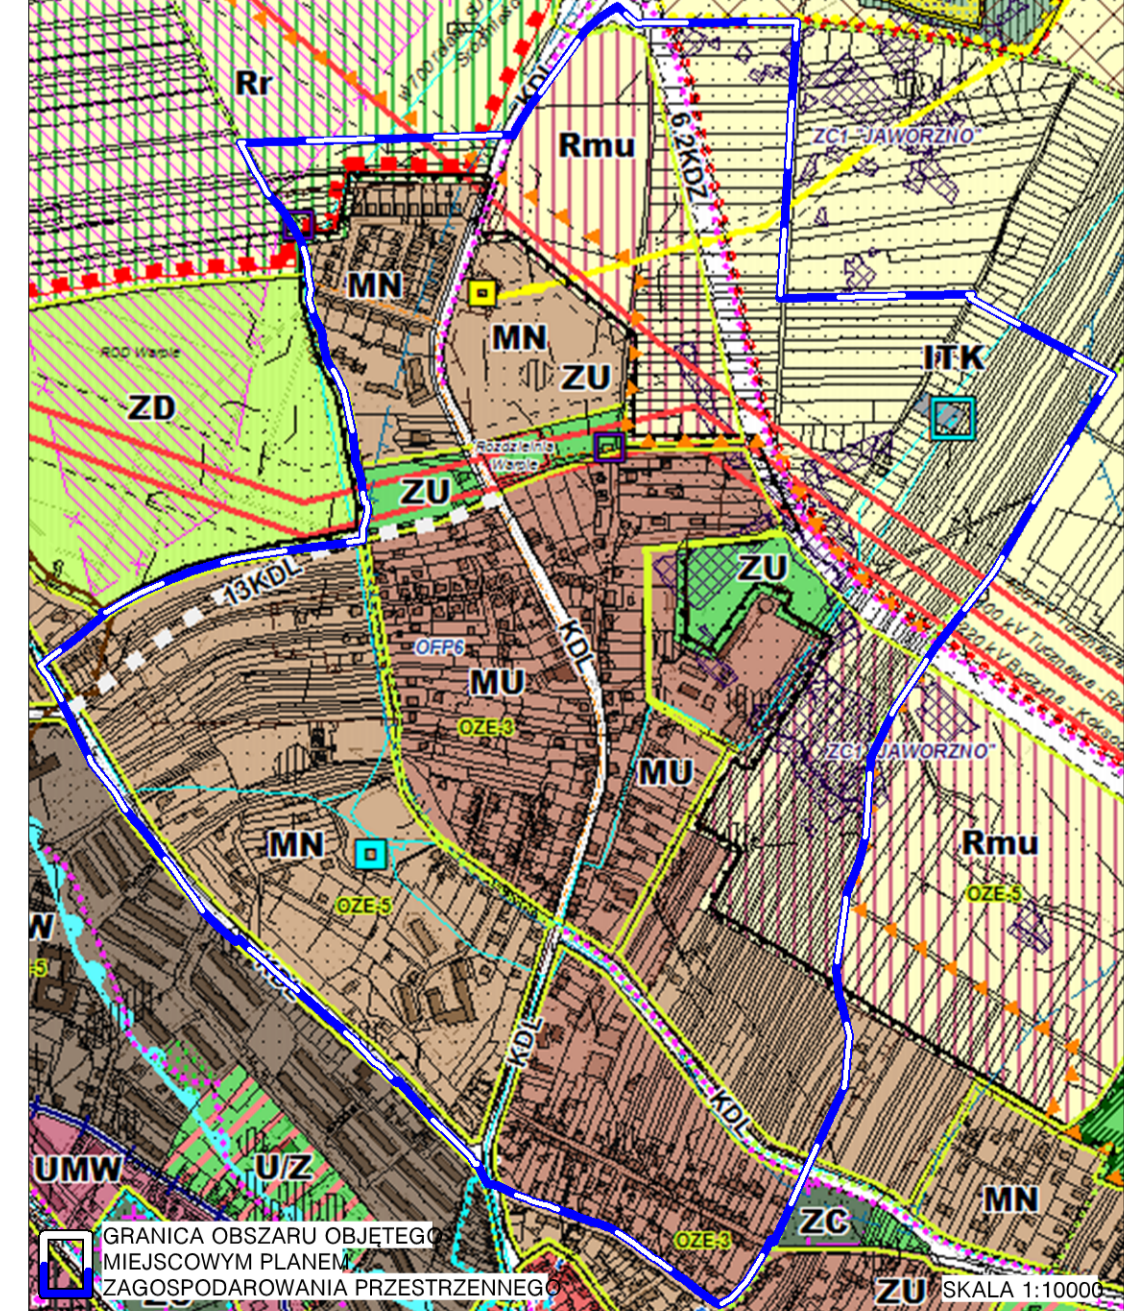 Rr
KDL
Rmu
6.2KDZ
ZC1 "JAWORZNO"
MN
MN
ROD Warpie
ZD
ZU
ITK
Rozdzielnia
Warpie
ZU
ZU
13KDL
KDL
OFP6
MU
OZE-3
MU
ZC1 "JAWORZNO"
MN
OZE-5
Rmu
OZE-5
W
-5
KDL
KDL
KDL
UMW
U/Z
MN
ZC
OZE-3
ZU
GRANICA OBSZARU OBJĘTEGO
MIEJSCOWYM PLANEM
ZAGOSPODAROWANIA PRZESTRZENNEGO
SKALA 1:10000